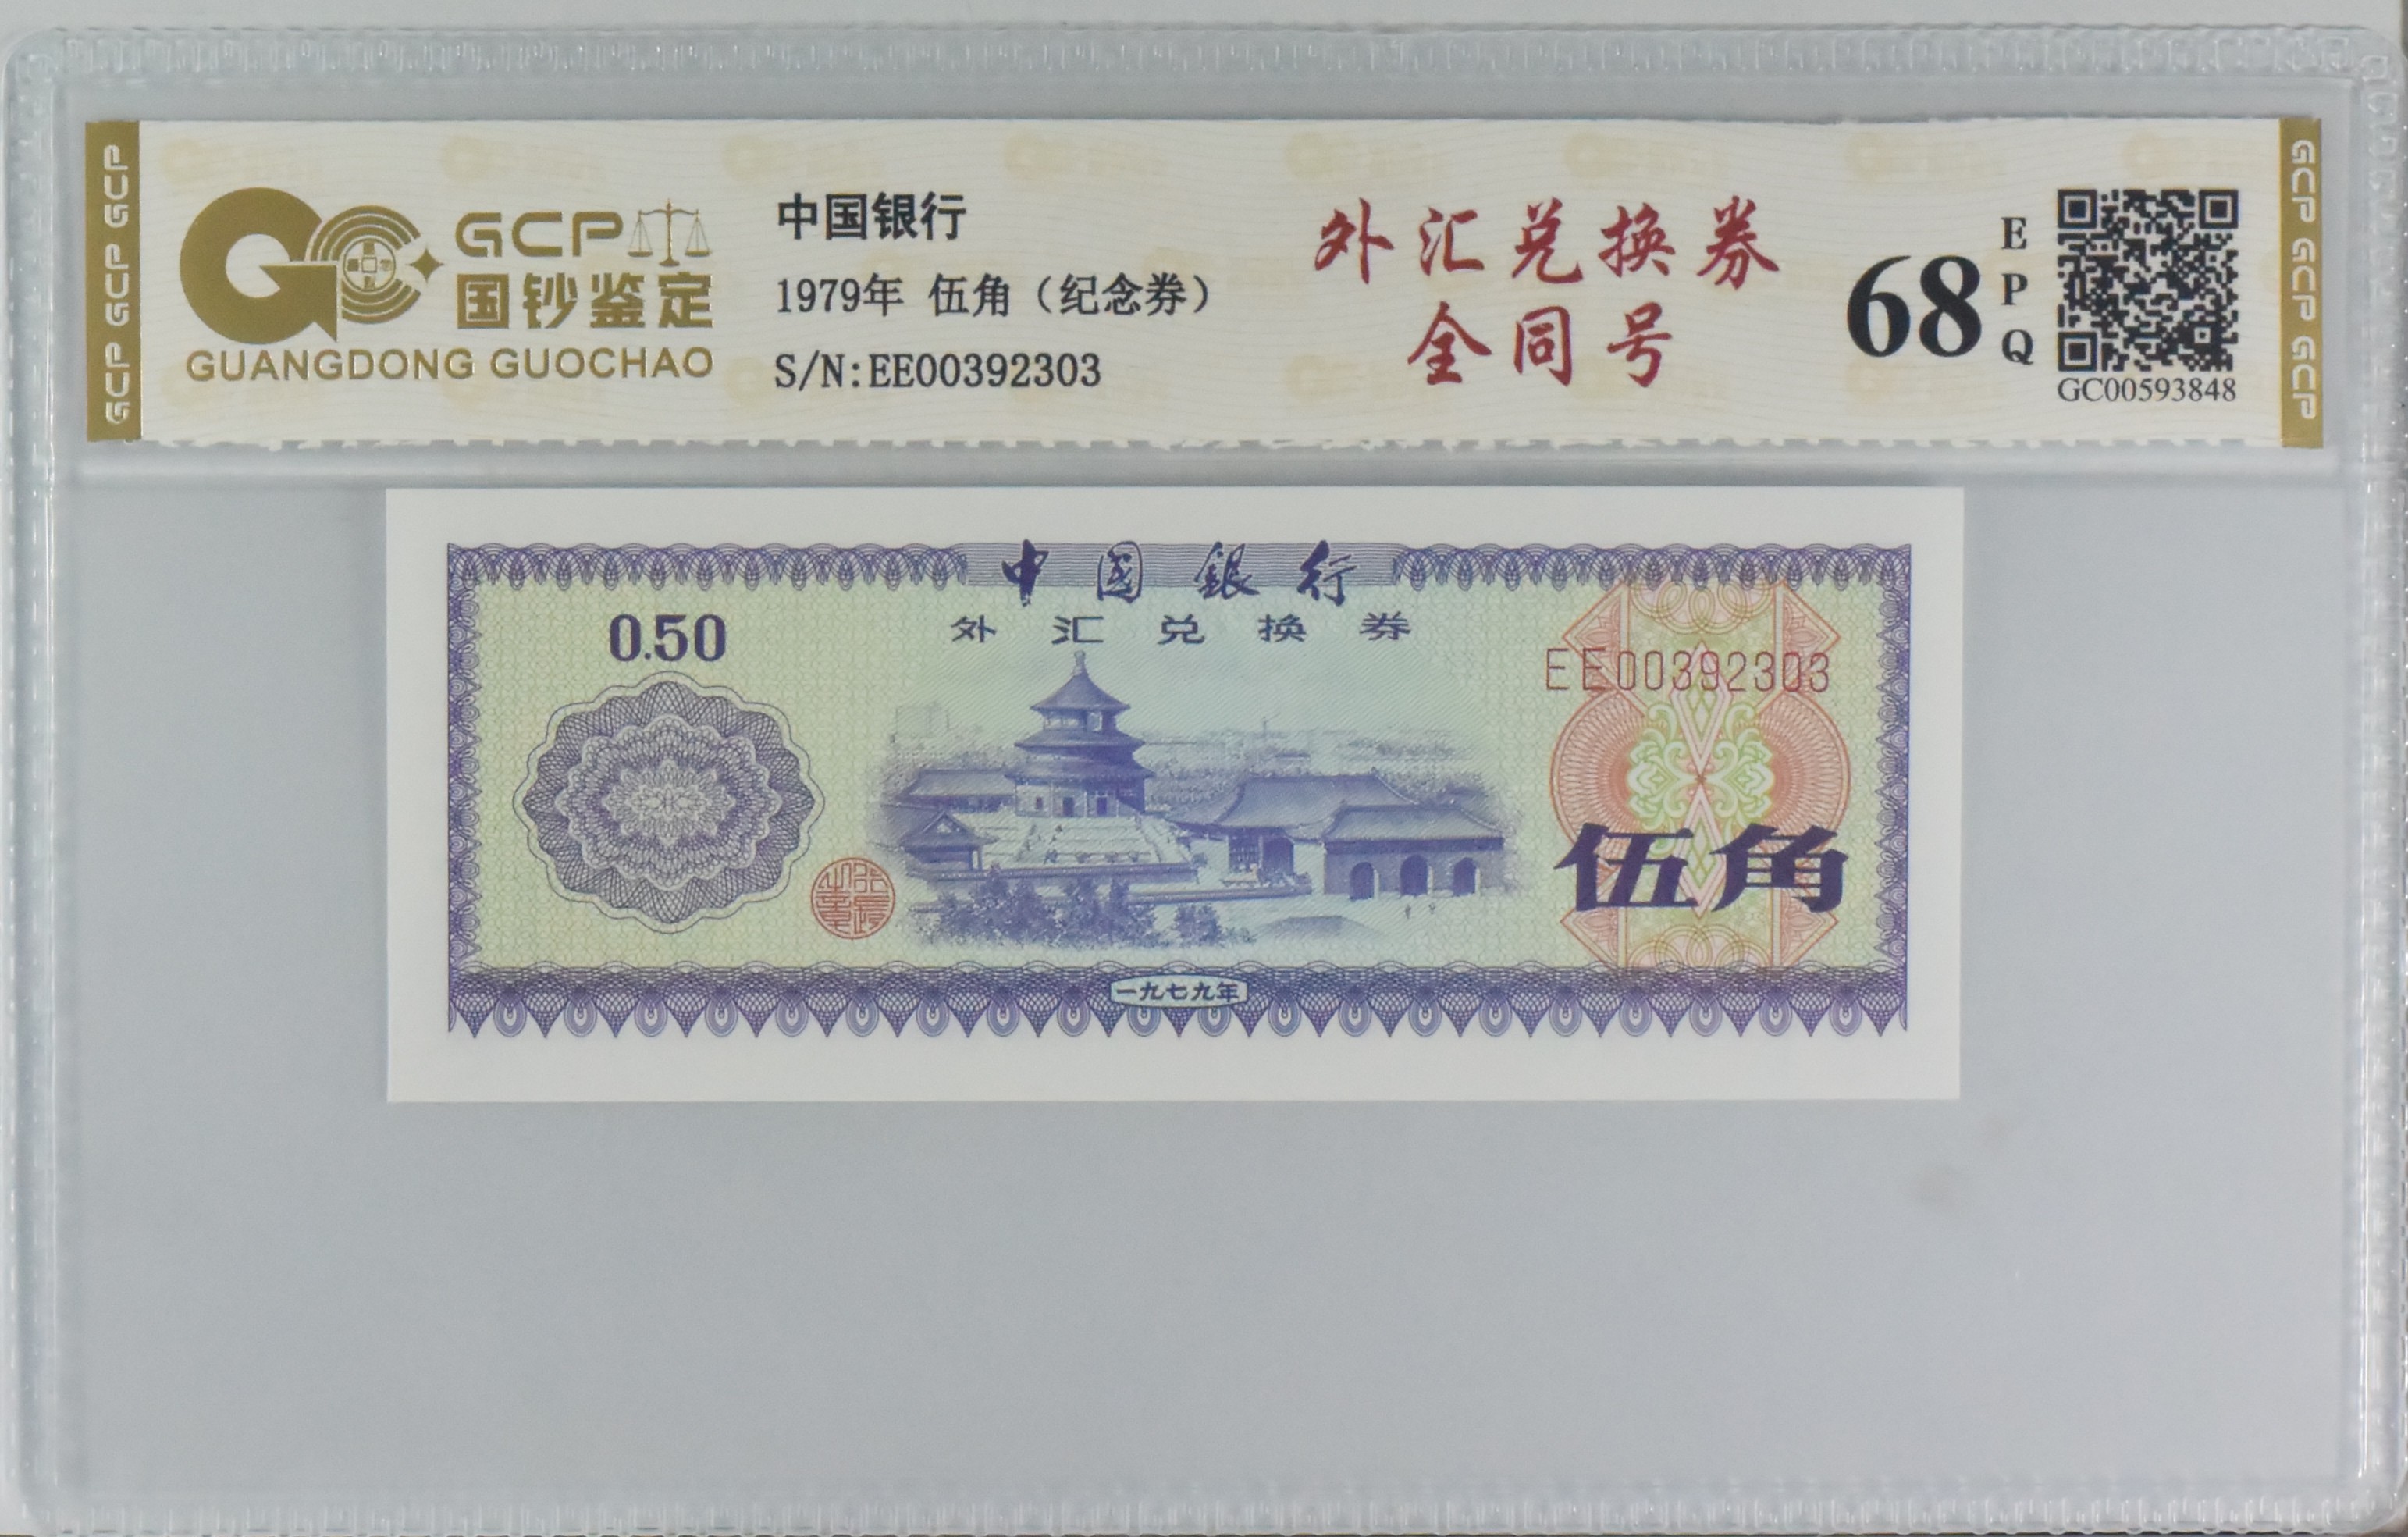 GCP GCP GCP
GCP
国钞鉴定
GUANGDONG GUOCHAO
中国银行
1979年 伍角（纪念券）
S/N:EE00392303
外汇兑换券
全同号
68
E
P
Q
GC00593848
GCP GCP GCP
中国銀行
外汇兑换券
0.50
EE00392303
伍角
一九七九年